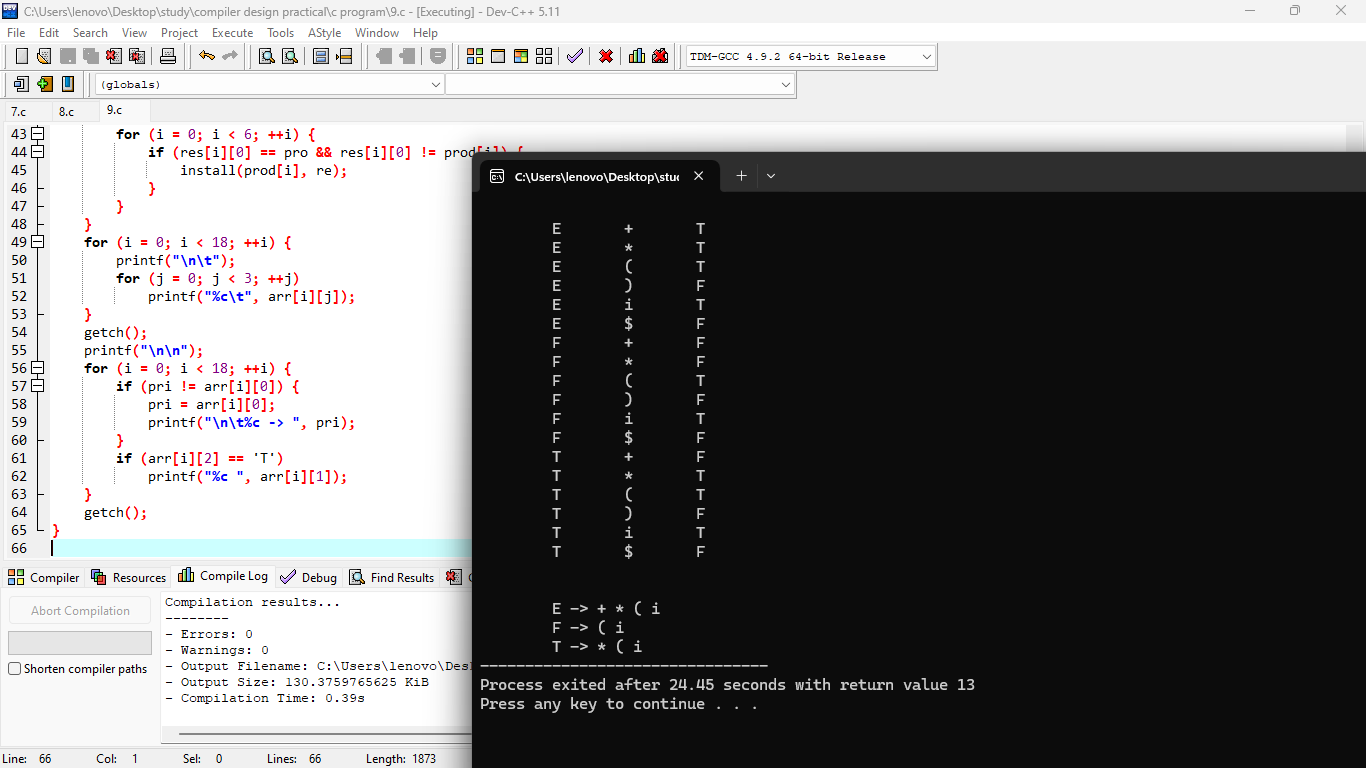 C:\Users\lenovo\Desktop\study\compiler design practical\c program\9.c - [Executing] - Dev-C++ 5.11
File Edit Search View Project Execute Tools AStyle Window Help
TDM-GCC 4.9.2 64-bit Release
(globals)
7.c 8.c 9.c
43 for (i = 0; i < 6; ++i) {
44 if (res[i][0] == pro && res[i][0] != prod[i]) {
45 install(prod[i], re);
46 }
47 }
48 }
49 for (i = 0; i < 18; ++i) {
50 printf("\n\t");
51 for (j = 0; j < 3; ++j)
52 printf("%c\t", arr[i][j]);
53 }
54 getch();
55 printf("\n\n");
56 for (i = 0; i < 18; ++i) {
57 if (pri != arr[i][0]) {
58 pri = arr[i][0];
59 printf("\n\t%c -> ", pri);
60 }
61 if (arr[i][2] == 'T')
62 printf("%c ", arr[i][1]);
63 }
64 getch();
65 }
66
Compiler Resources Compile Log Debug Find Results
Abort Compilation
Shorten compiler paths
Compilation results...
--------
- Errors: 0
- Warnings: 0
- Output Filename: C:\Users\lenovo\Des
- Output Size: 130.3759765625 KiB
- Compilation Time: 0.39s
Line: 66 Col: 1 Sel: 0 Lines: 66 Length: 1873
C:\Users\lenovo\Desktop\stu
E + T
E * T
E ( T
E ) F
E i T
E $ F
F + F
F * F
F ( T
F ) F
F i T
F $ F
T + F
T * T
T ( T
T ) F
T i T
T $ F
E -> + * ( i
F -> ( i
T -> * ( i
--------------------------------
Process exited after 24.45 seconds with return value 13
Press any key to continue . . .